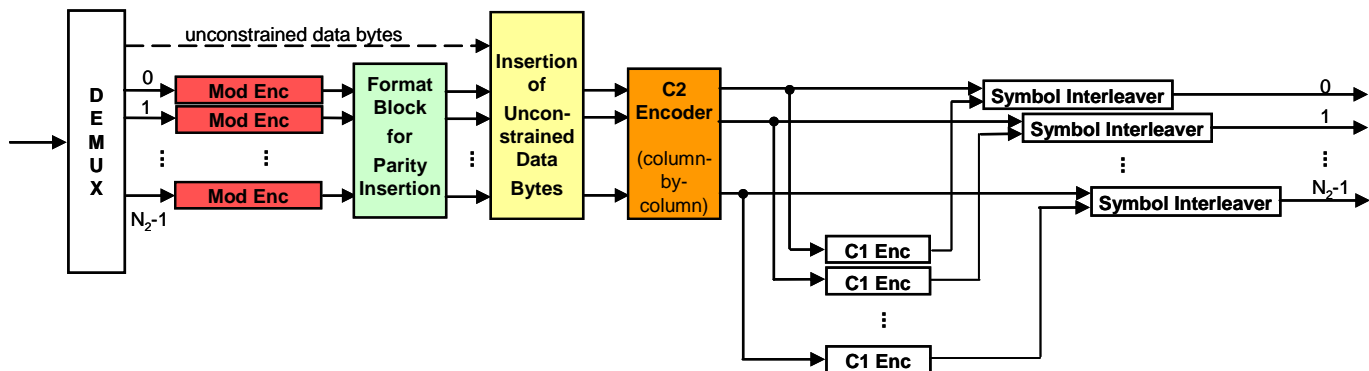 unconstrained data bytes
D
E
M
U
X
0
1
N2-1
Mod Enc
Mod Enc
...
...
Mod Enc
Format
Block
for
Parity
Insertion
...
Insertion
of
Uncon-
strained
Data
Bytes
C2
Encoder
(column-
by-
column)
C1 Enc
C1 Enc
...
C1 Enc
Symbol Interleaver
Symbol Interleaver
...
Symbol Interleaver
0
1
...
N2-1